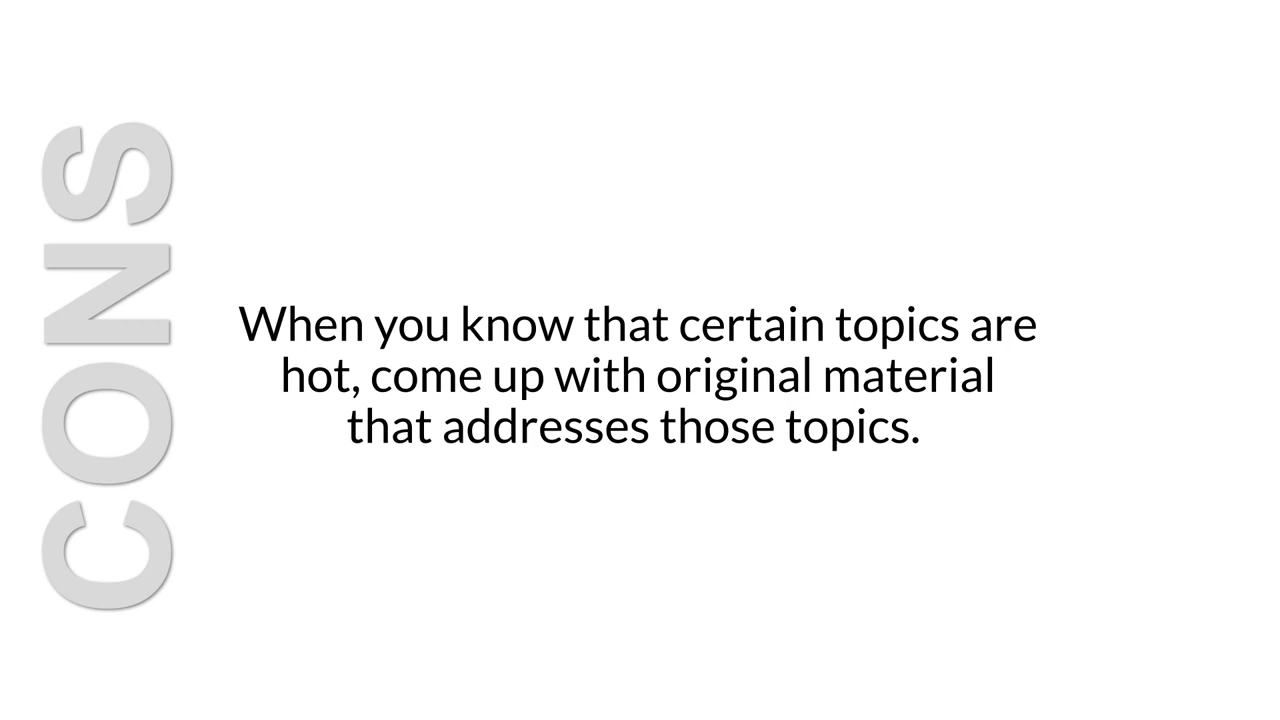 CONS
When you know that certain topics are
hot, come up with original material
that addresses those topics.